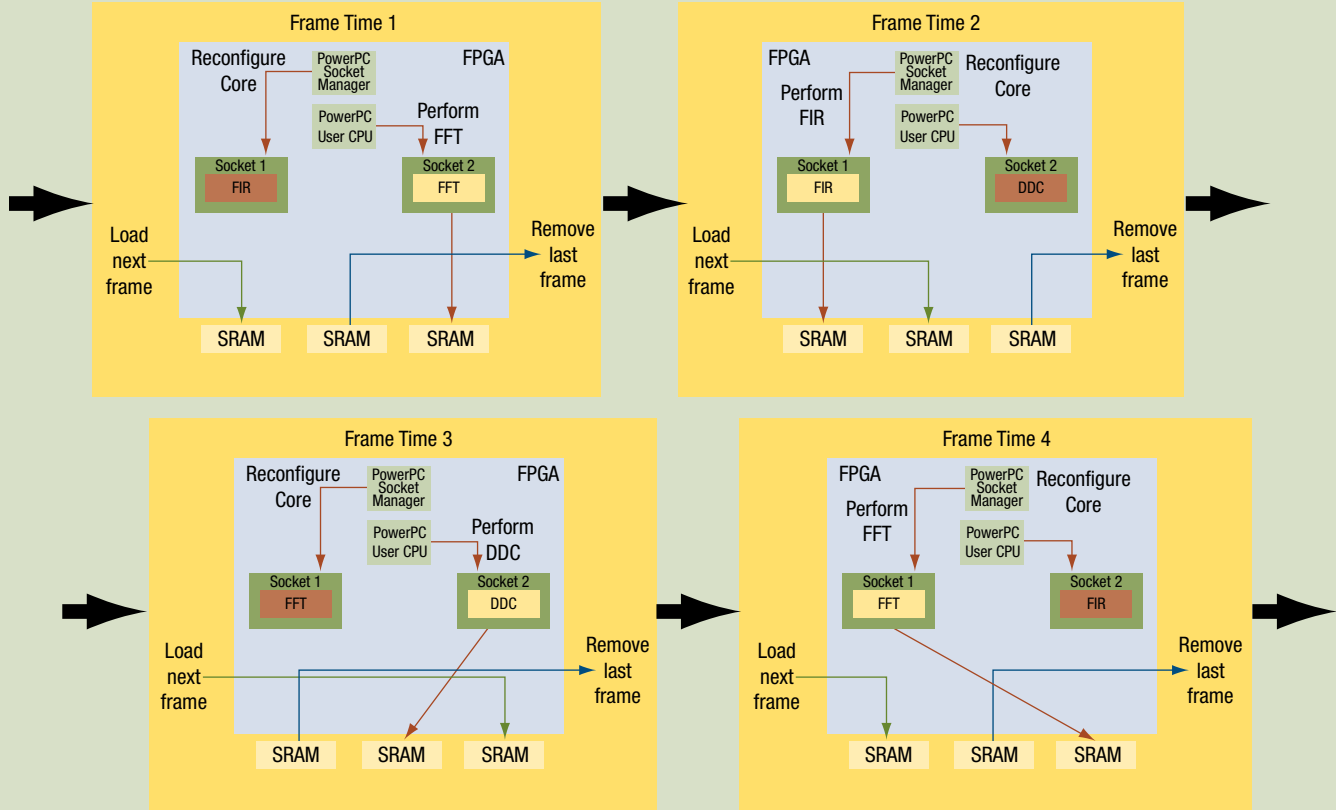 Frame Time 1
Reconfigure
Core
PowerPC
Socket
Manager
FPGA
PowerPC
User CPU
Perform
FFT
Socket 1
FIR
Socket 2
FFT
Load
next
frame
Remove
last
frame
SRAM
SRAM
SRAM
Frame Time 2
FPGA
PowerPC
Socket
Manager
Reconfigure
Core
Perform
FIR
PowerPC
User CPU
Socket 1
FIR
Socket 2
DDC
Load
next
frame
Remove
last
frame
SRAM
SRAM
SRAM
Frame Time 3
Reconfigure
Core
PowerPC
Socket
Manager
FPGA
PowerPC
User CPU
Perform
DDC
Socket 1
FFT
Socket 2
DDC
Load
next
frame
Remove
last
frame
SRAM
SRAM
SRAM
Frame Time 4
FPGA
PowerPC
Socket
Manager
Reconfigure
Core
Perform
FFT
PowerPC
User CPU
Socket 1
FFT
Socket 2
FIR
Load
next
frame
Remove
last
frame
SRAM
SRAM
SRAM